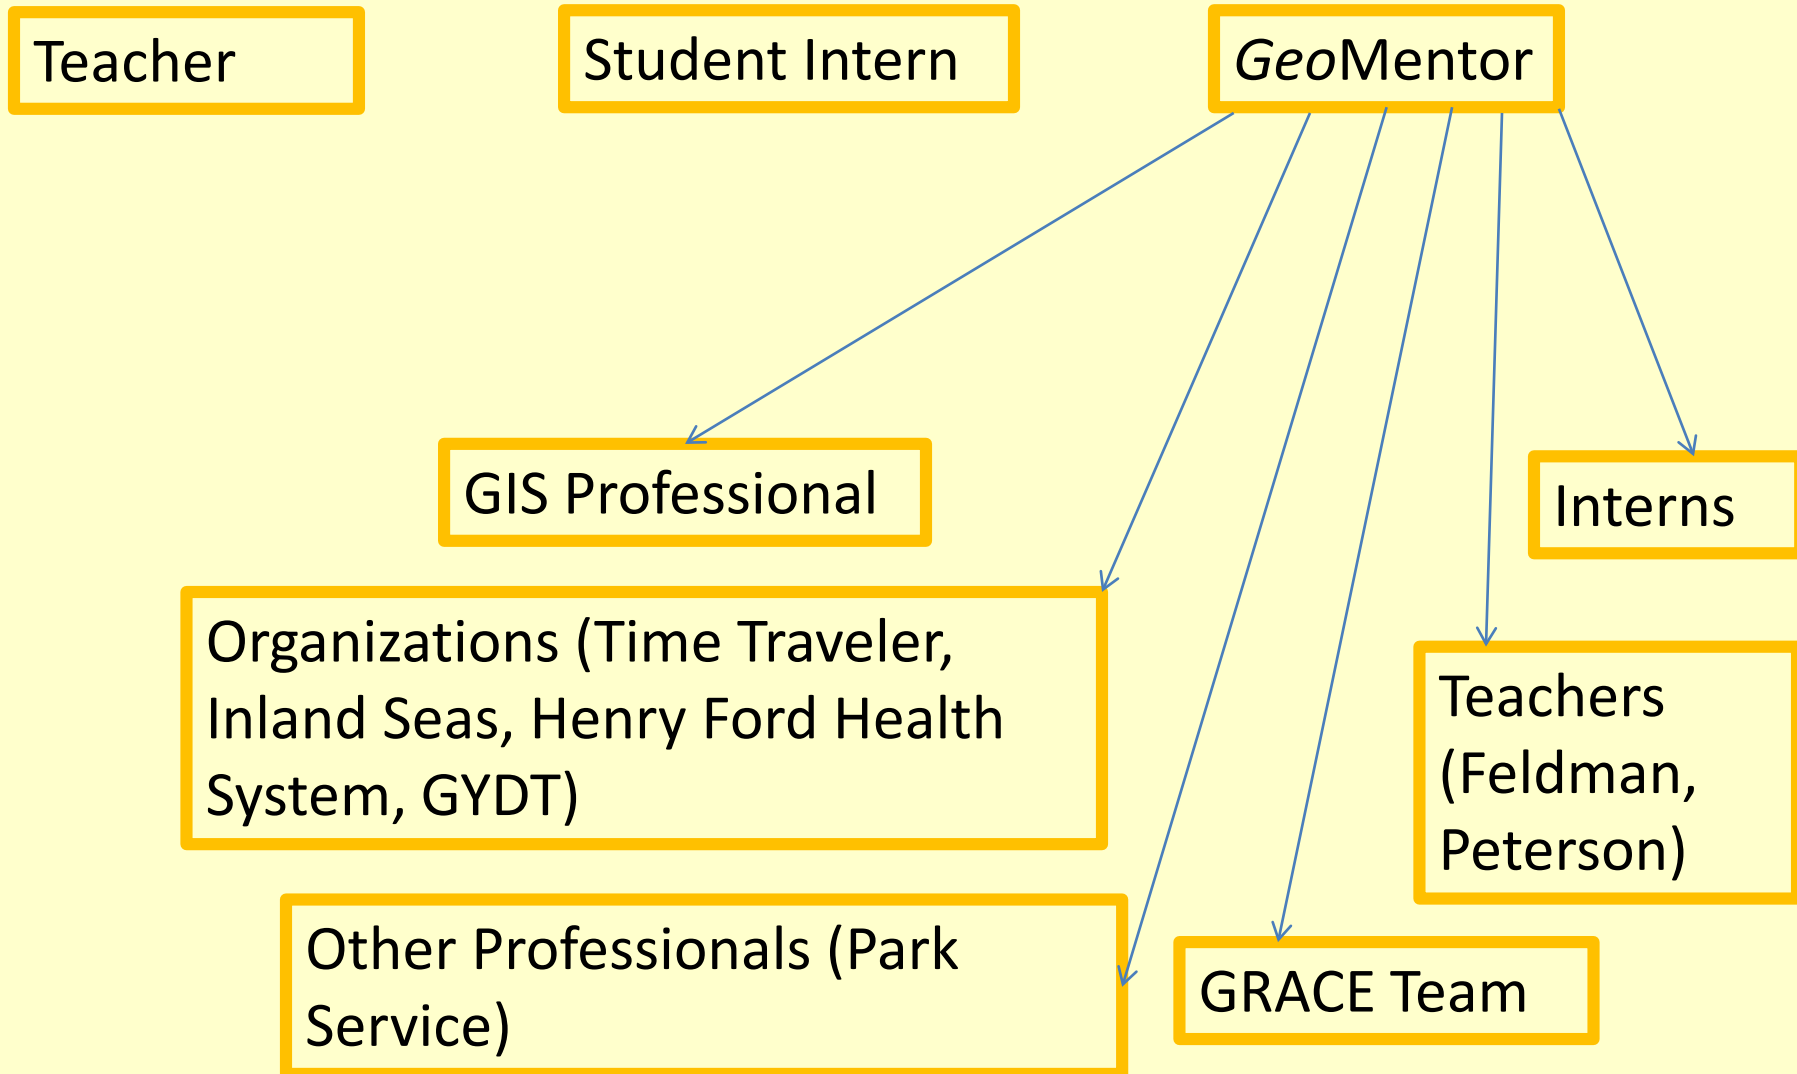 Teacher
Student Intern
GeoMentor
GIS Professional
Interns
Organizations (Time Traveler,
Inland Seas, Henry Ford Health
System, GYDT)
Teachers
(Feldman,
Peterson)
Other Professionals (Park
Service)
GRACE Team